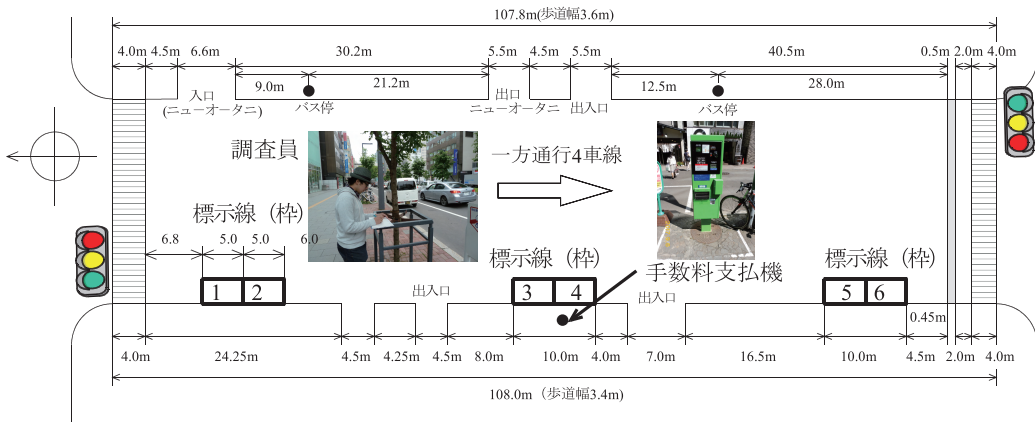 107.8m(歩道幅3.6m)
4.0m 4.5m 6.6m 30.2m 5.5m 4.5m 5.5m 40.5m 0.5m 2.0m 4.0m
9.0m 21.2m 12.5m 28.0m
入口
(ニューオータニ)
バス停
出口
ニューオータニ
出入口
バス停
調査員
一方通行4車線
標示線（枠）
6.8 5.0 5.0 6.0
1 2
標示線（枠）
3 4
手数料支払機
標示線（枠）
5 6
出入口
出入口
0.45m
4.0m 24.25m 4.5m 4.25m 4.5m 8.0m 10.0m 4.0m 7.0m 16.5m 10.0m 4.5m 2.0m 4.0m
108.0m（歩道幅3.4m）